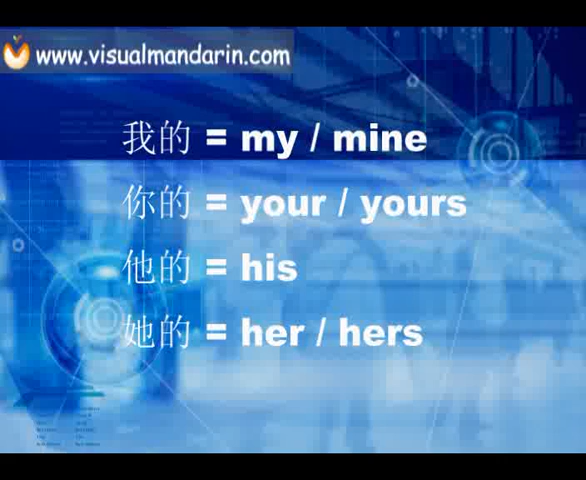 www.visualmandarin.com
我的 = my / mine
你的 = your / yours
他的 = his
她的 = her / hers